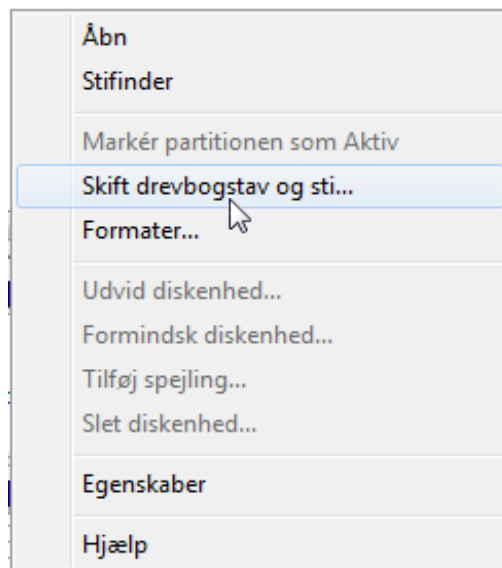 Åbn
Stifinder
Markér partitionen som Aktiv
Skift drevbogstav og sti...
Formater...
Udvid diskenhed...
Formindsk diskenhed...
Tilføj spejling...
Slet diskenhed...
Egenskaber
Hjælp